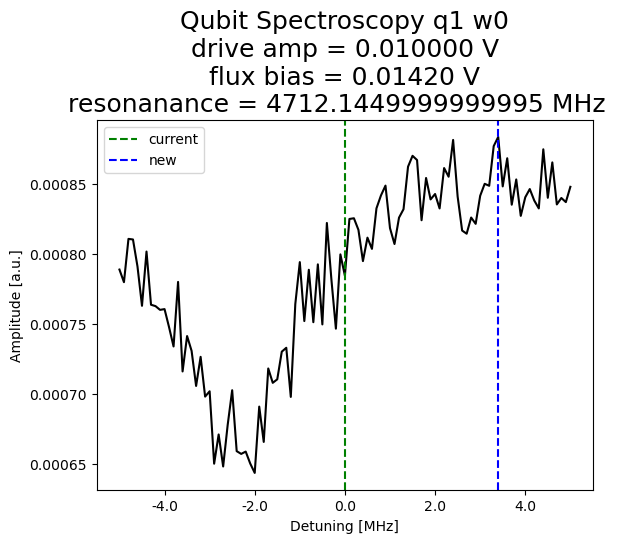 Qubit Spectroscopy q1 w0
drive amp = 0.010000 V
flux bias = 0.01420 V
resonanance = 4712.1449999999995 MHz
current
new
0.00085
0.00080
0.00075
0.00070
0.00065
Amplitude [a.u.]
-4.0 -2.0 0.0 2.0 4.0
Detuning [MHz]